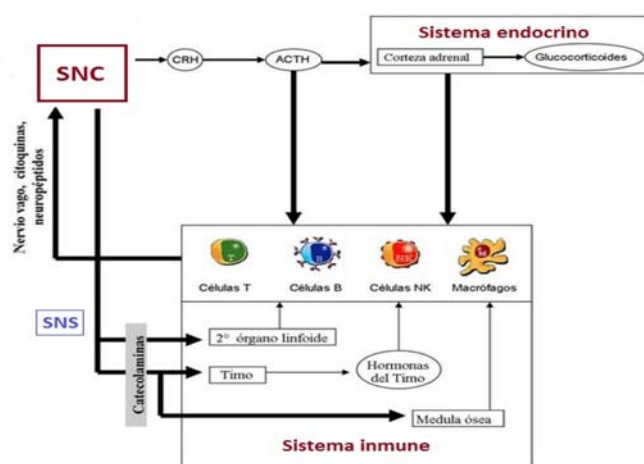 Sistema endocrino
SNC
CRH
ACTH
Corteza adrenal
Glucocorticoides
Nervio vago, citoquinas,
neuropéptidos
T
B
NK
M
Células T
Células B
Células NK
Macrófagos
SNS
Catecolaminas
2° órgano linfoide
Timo
Hormonas
del Timo
Medula ósea
Sistema inmune